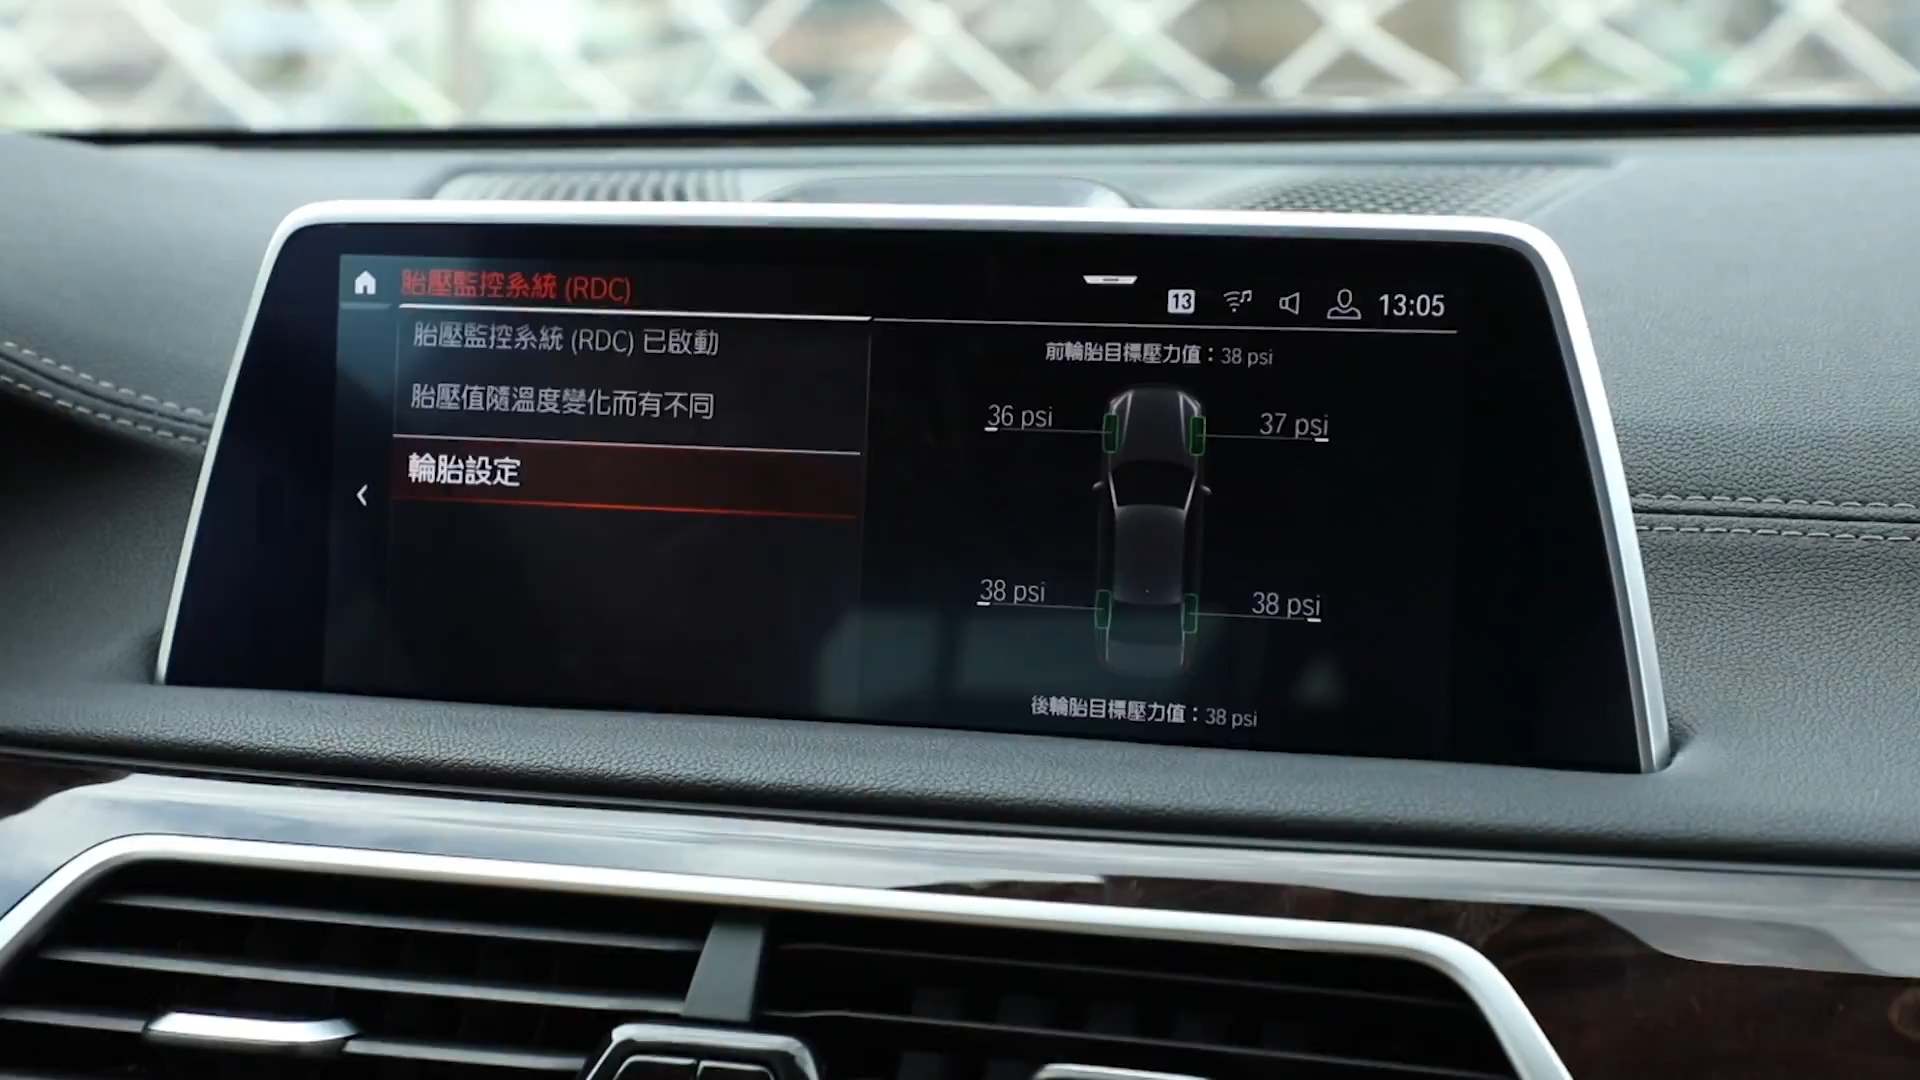 胎壓監控系統 (RDC)
13
13:05
胎壓監控系統 (RDC) 已啟動
胎壓值隨溫度變化而有不同
輪胎設定
前輪胎目標壓力值：38 psi
36 psi
37 psi
38 psi
38 psi
後輪胎目標壓力值：38 psi